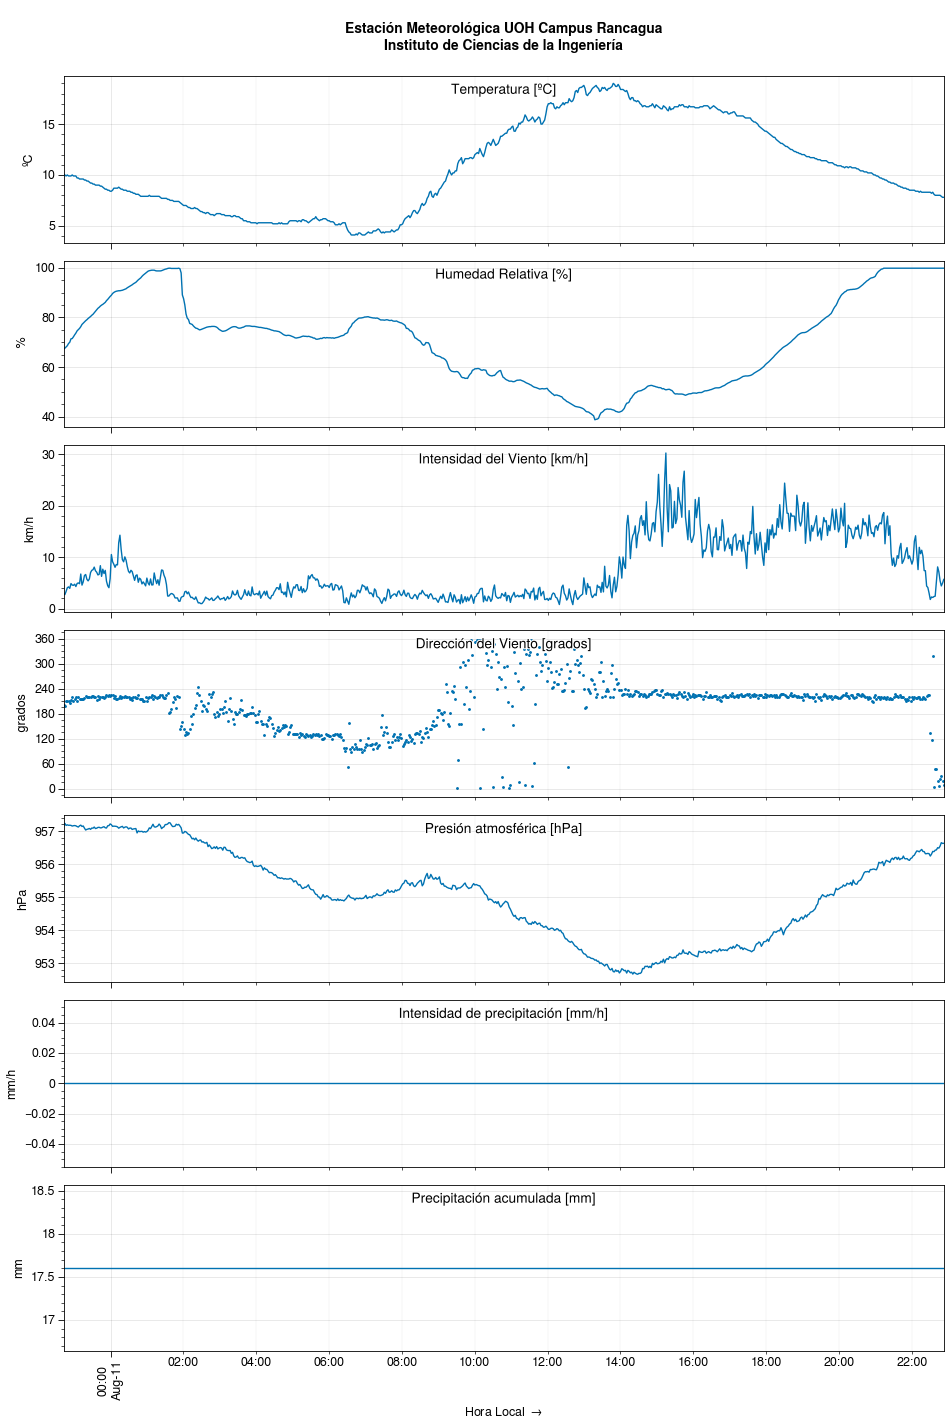 Estación Meteorológica UOH Campus Rancagua
Instituto de Ciencias de la Ingeniería
Temperatura [ºC]
ºC
15
10
5
Humedad Relativa [%]
%
100
80
60
40
Intensidad del Viento [km/h]
km/h
30
20
10
0
Dirección del Viento [grados]
grados
360
300
240
180
120
60
0
Presión atmosférica [hPa]
hPa
957
956
955
954
953
Intensidad de precipitación [mm/h]
mm/h
0.04
0.02
0
−0.02
−0.04
Precipitación acumulada [mm]
mm
18.5
18
17.5
17
00:00 02:00 04:00 06:00 08:00 10:00 12:00 14:00 16:00 18:00 20:00 22:00
Aug-11
Hora Local →